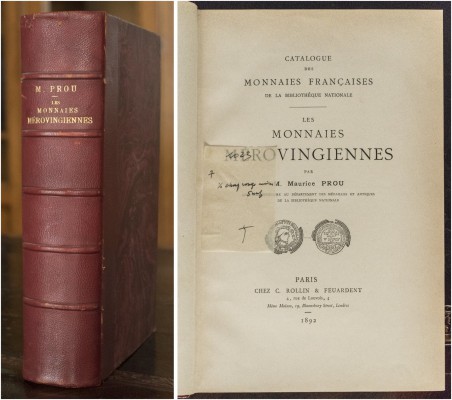 M. PROU
LES
MONNAIES
MÉROVINGIENNES
CATALOGUE
DES
MONNAIES FRANÇAISES
DE LA BIBLIOTHÈQUE NATIONALE
LES
MONNAIES
MÉROVINGIENNES
PAR
M. Maurice PROU
AU DÉPARTEMENT DES MÉDAILLES ET ANTIQUES
DE LA BIBLIOTHÈQUE NATIONALE
PARIS
CHEZ C. ROLLIN & FEUARDENT
4, rue de Louvois, 4
Même Maison, 19, Bloomsbury Street, Londres
1892